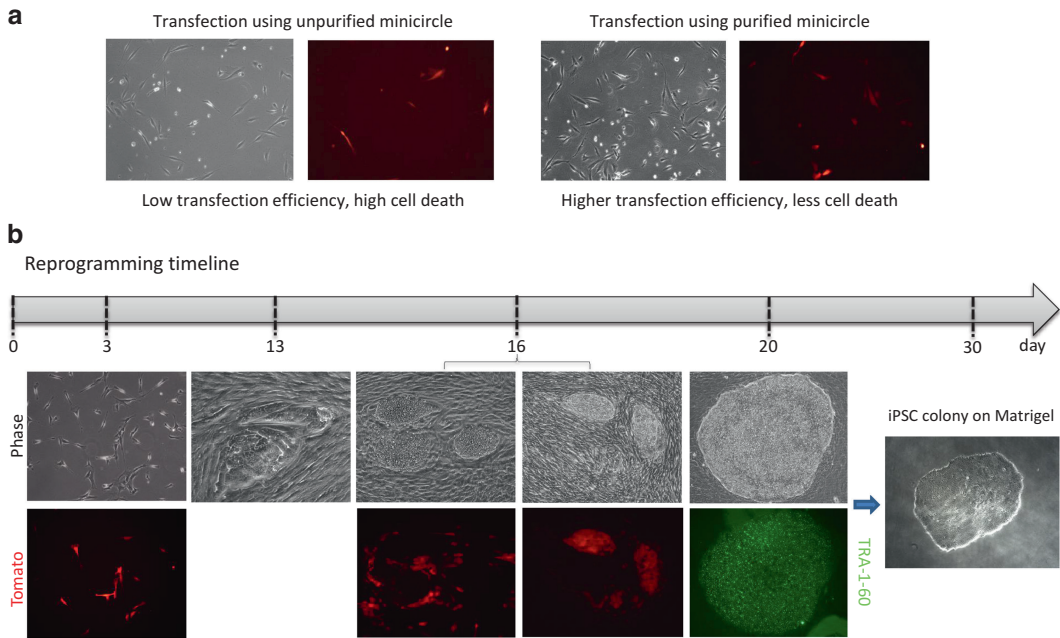 a
Transfection using unpurified minicircle
Transfection using purified minicircle
Low transfection efficiency, high cell death
Higher transfection efficiency, less cell death
b
Reprogramming timeline
0 3 13 16 20 30 day
Phase
iPSC colony on Matrigel
Tomato
TRA-1-60